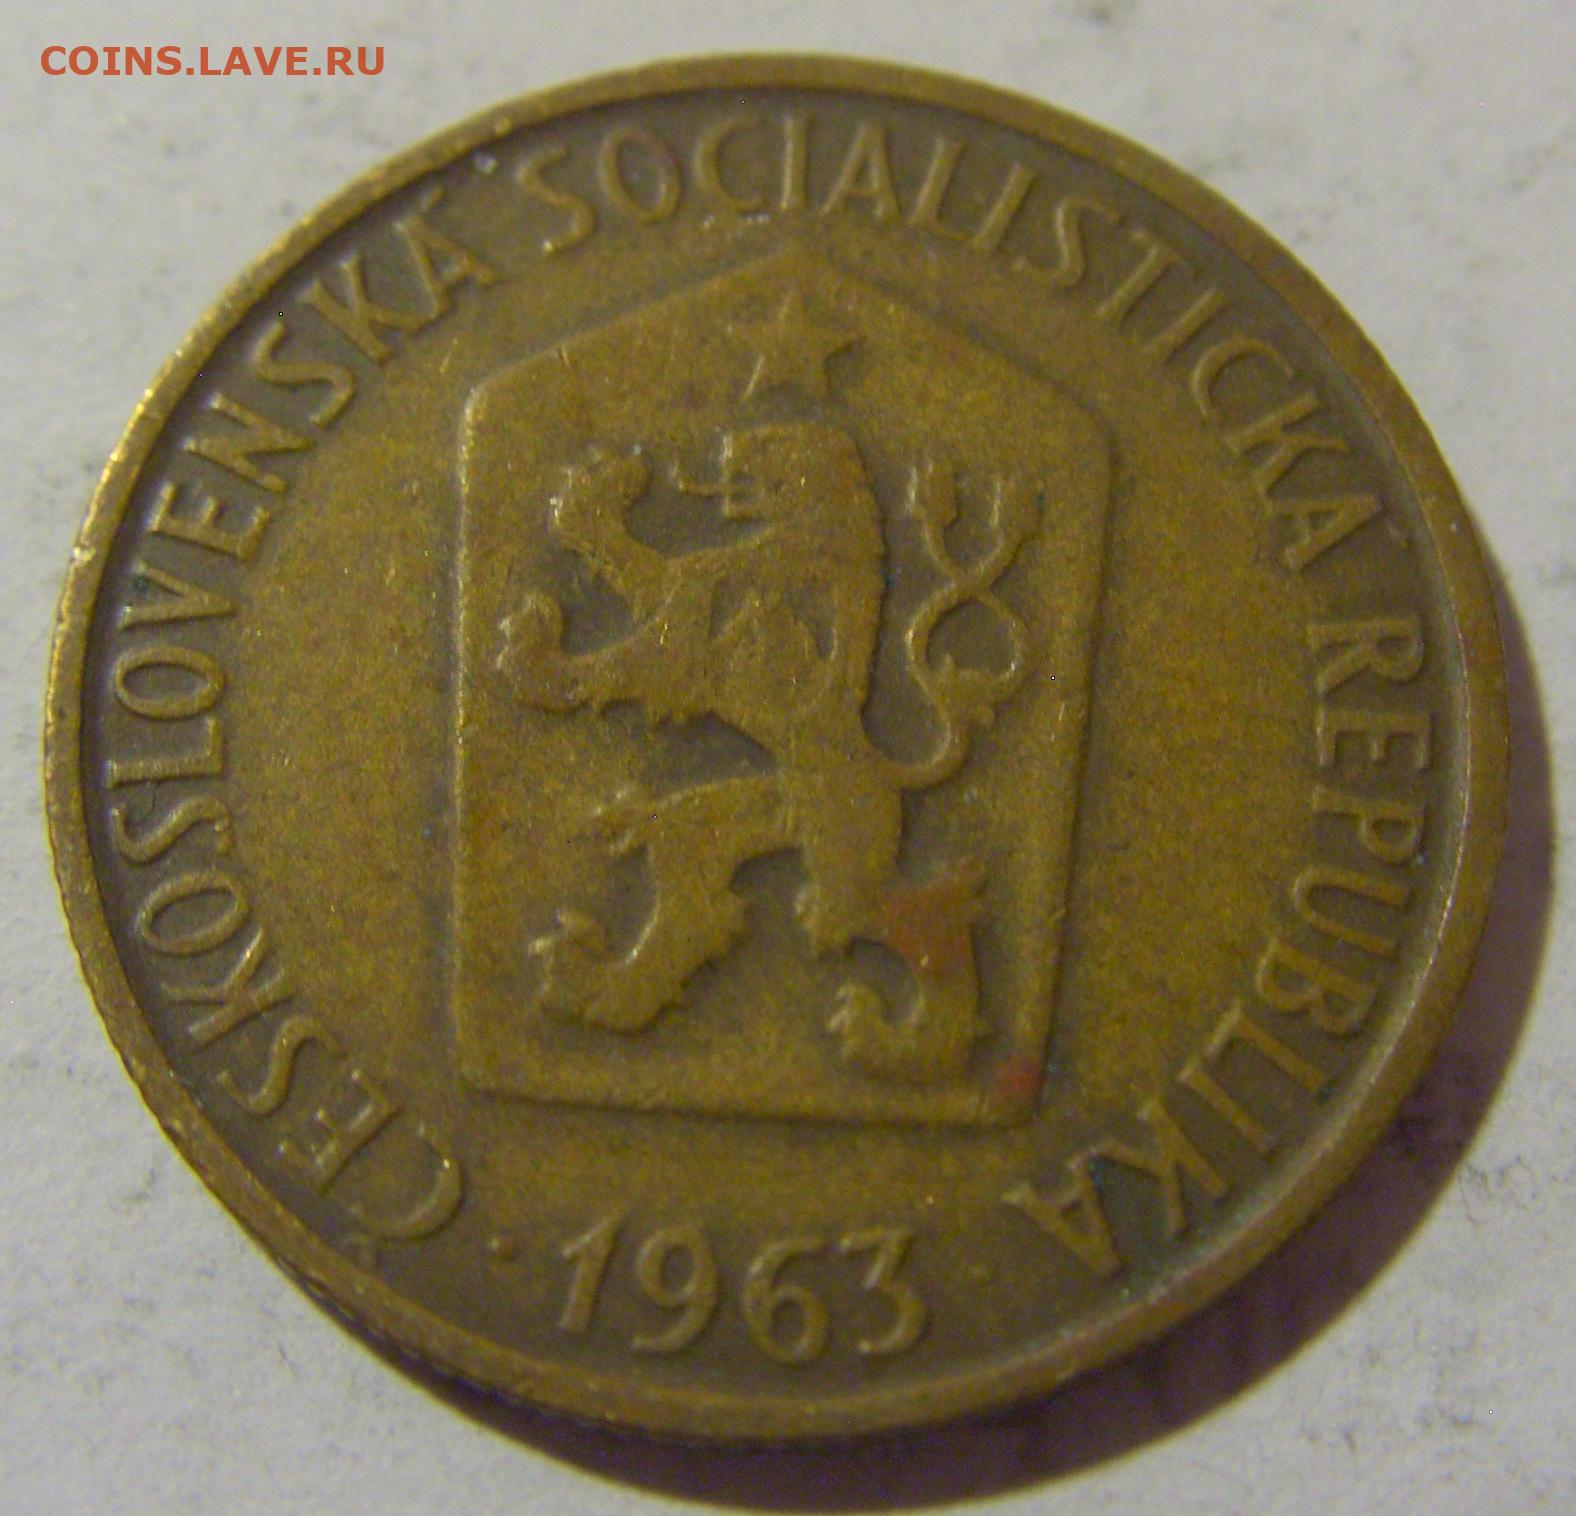 COINS.LAVE.RU
ČESKOSLOVENSKÁ SOCIALISTICKÁ REPUBLIKA
· 1963 ·